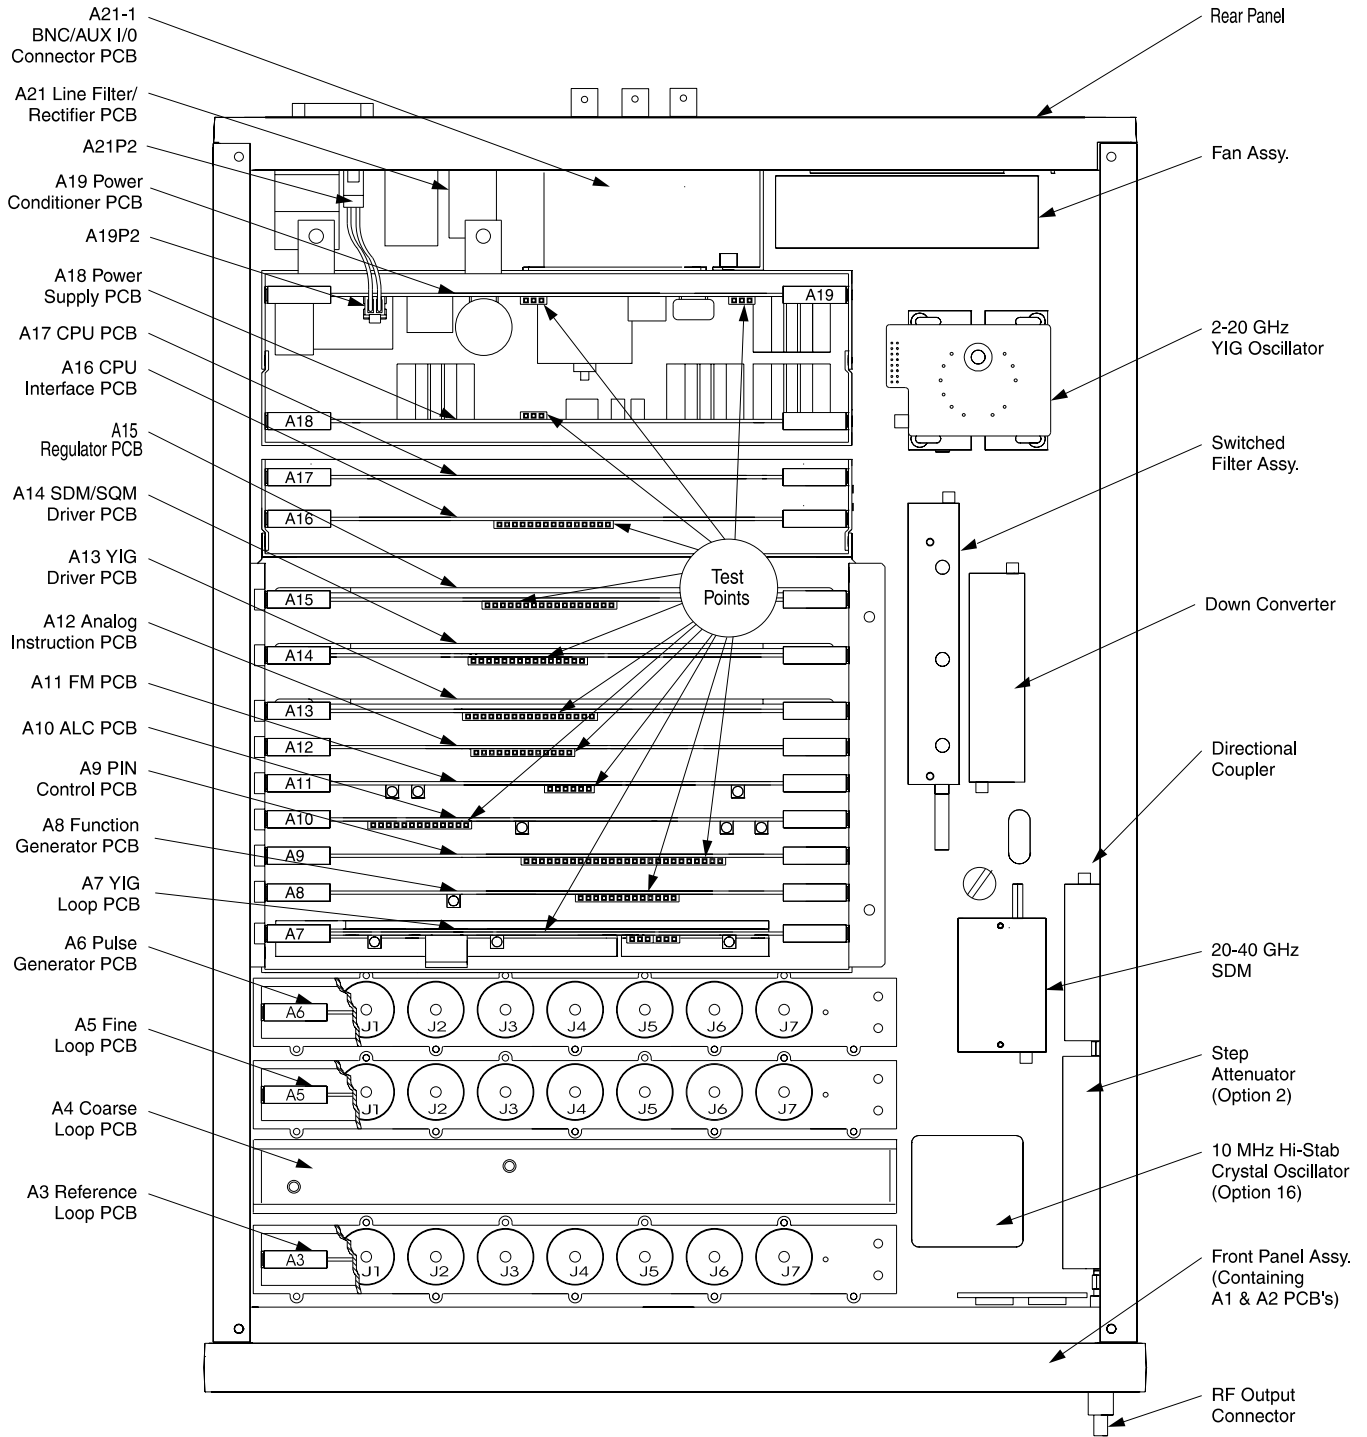 A21-1
BNC/AUX I/0
Connector PCB
A21 Line Filter/
Rectifier PCB
A21P2
A19 Power
Conditioner PCB
A19P2
A18 Power
Supply PCB
A17 CPU PCB
A16 CPU
Interface PCB
A15
Regulator PCB
A14 SDM/SQM
Driver PCB
A13 YIG
Driver PCB
A12 Analog
Instruction PCB
A11 FM PCB
A10 ALC PCB
A9 PIN
Control PCB
A8 Function
Generator PCB
A7 YIG
Loop PCB
A6 Pulse
Generator PCB
A5 Fine
Loop PCB
A4 Coarse
Loop PCB
A3 Reference
Loop PCB
A19
A18
A17
A16
A15
A14
A13
A12
A11
A10
A9
A8
A7
Test
Points
A6 J1 J2 J3 J4 J5 J6 J7
A5 J1 J2 J3 J4 J5 J6 J7
A3 J1 J2 J3 J4 J5 J6 J7
Rear Panel
Fan Assy.
2-20 GHz
YIG Oscillator
Switched
Filter Assy.
Down Converter
Directional
Coupler
20-40 GHz
SDM
Step
Attenuator
(Option 2)
10 MHz Hi-Stab
Crystal Oscillator
(Option 16)
Front Panel Assy.
(Containing
A1 & A2 PCB's)
RF Output
Connector